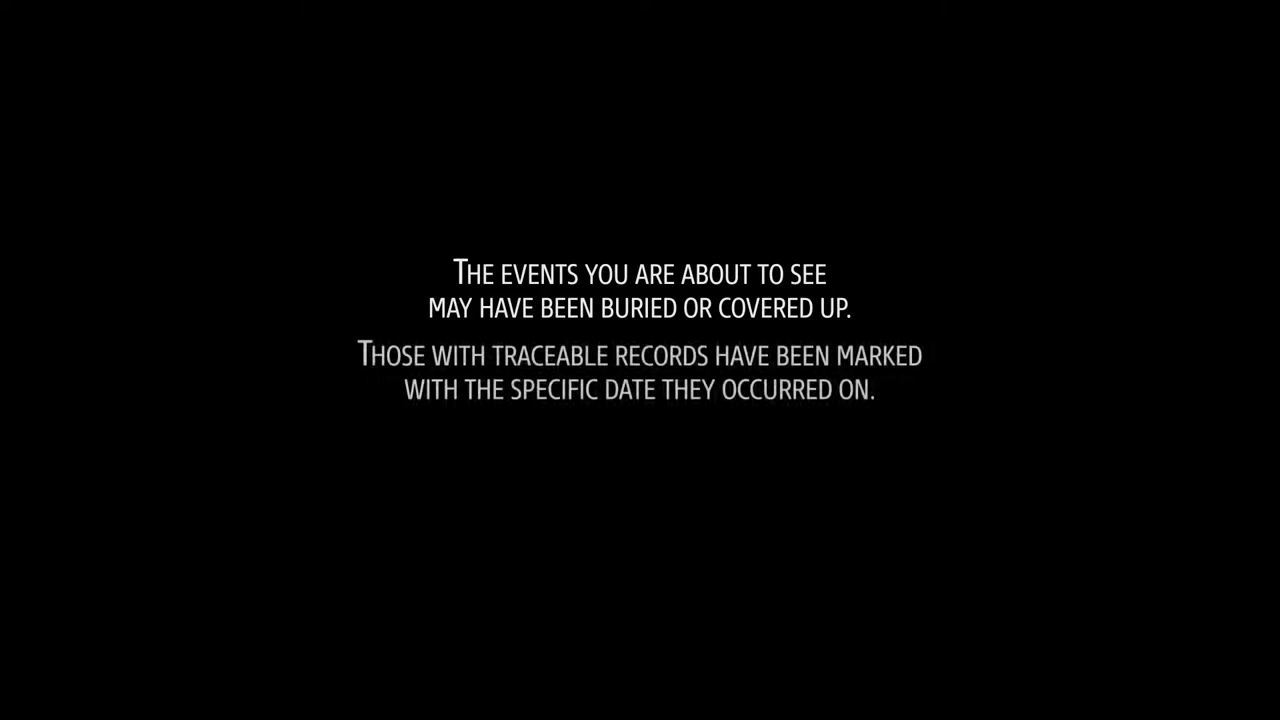 The events you are about to see
may have been buried or covered up.
Those with traceable records have been marked
with the specific date they occurred on.